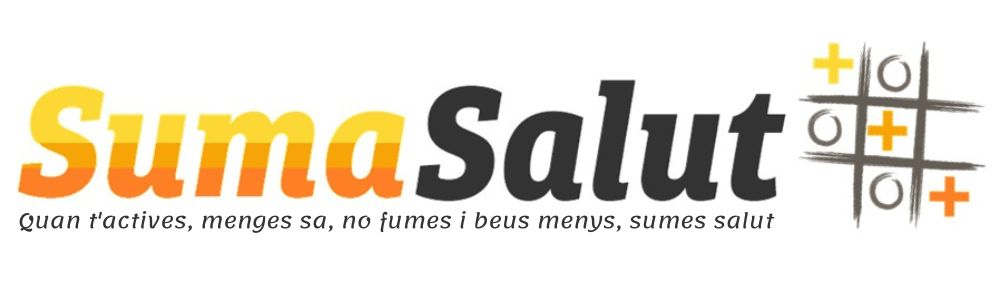 SumaSalut
Quan t'actives, menges sa, no fumes i beus menys, sumes salut